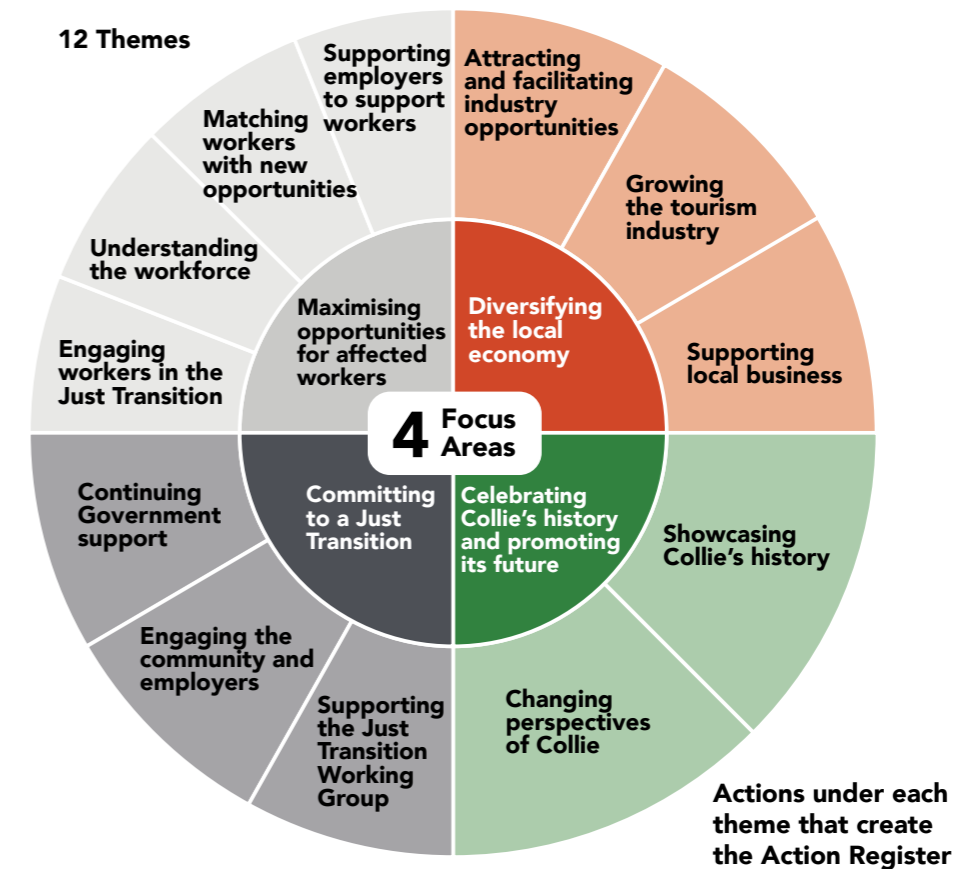 12 Themes
Supporting
employers
to support
workers
Attracting
and facilitating
industry
opportunities
Matching
workers
with new
opportunities
Growing
the tourism
industry
Understanding
the workforce
Engaging
workers in the
Just Transition
Supporting
local business
Maximising
opportunities
for affected
workers
Diversifying
the local
economy
4 Focus
Areas
Committing
to a Just
Transition
Celebrating
Collie's history
and promoting
its future
Continuing
Government
support
Showcasing
Collie's history
Engaging the
community and
employers
Supporting
the Just
Transition
Working
Group
Changing
perspectives
of Collie
Actions under each
theme that create
the Action Register